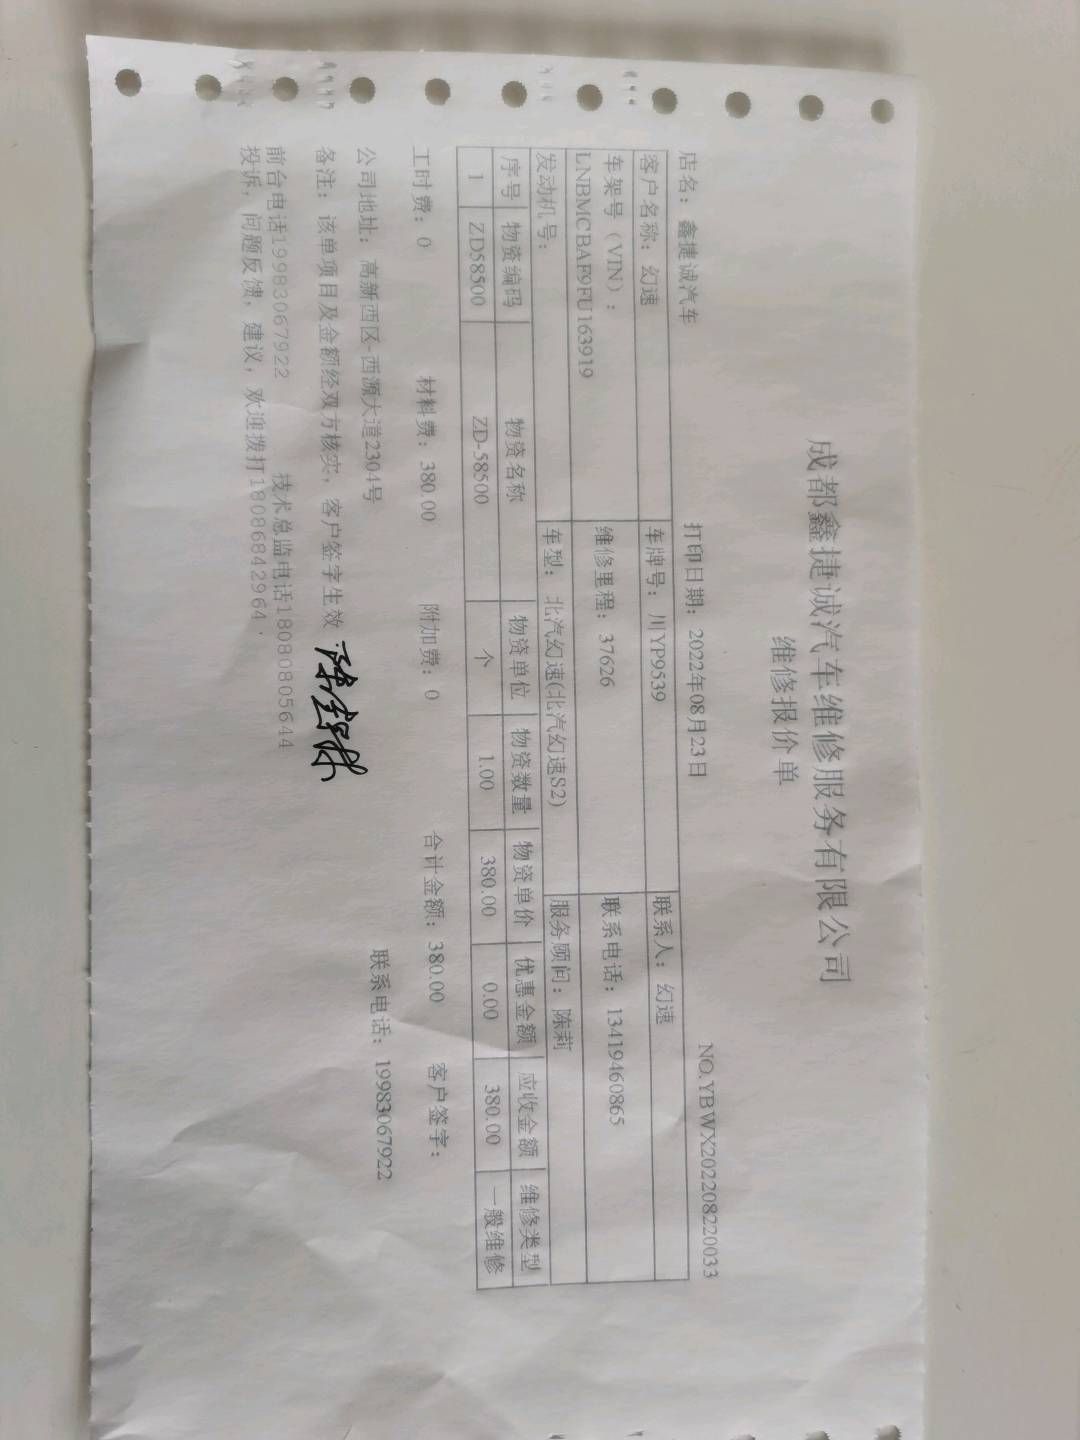 成都鑫捷诚汽车维修服务有限公司
维修报价单
NO.YBWX202208220033
店名：鑫捷诚汽车 打印日期：2022年08月23日
客户名称：幻速 车牌号：川YP9539 联系人：幻速
车架号（VIN）： 维修里程：37626 联系电话：13419460865
LNBMCBAF9FU163919
发动机号： 车型：北汽幻速(北汽幻速S2) 服务顾问：陈莉
序号 物资编码 物资名称 物资单位 物资数量 物资单价 优惠金额 应收金额 维修类型
1 ZD58500 ZD-58500 个 1.00 380.00 0.00 380.00 一般维修
工时费：0 材料费：380.00 附加费：0 合计金额：380.00 客户签字：
公司地址：高新西区-西源大道2304号 联系电话：19983067922
备注：该单项目及金额经双方核实，客户签字生效
前台电话19983067922 技术总监电话18080805644
投诉，问题反馈，建议，欢迎拨打18086842964，